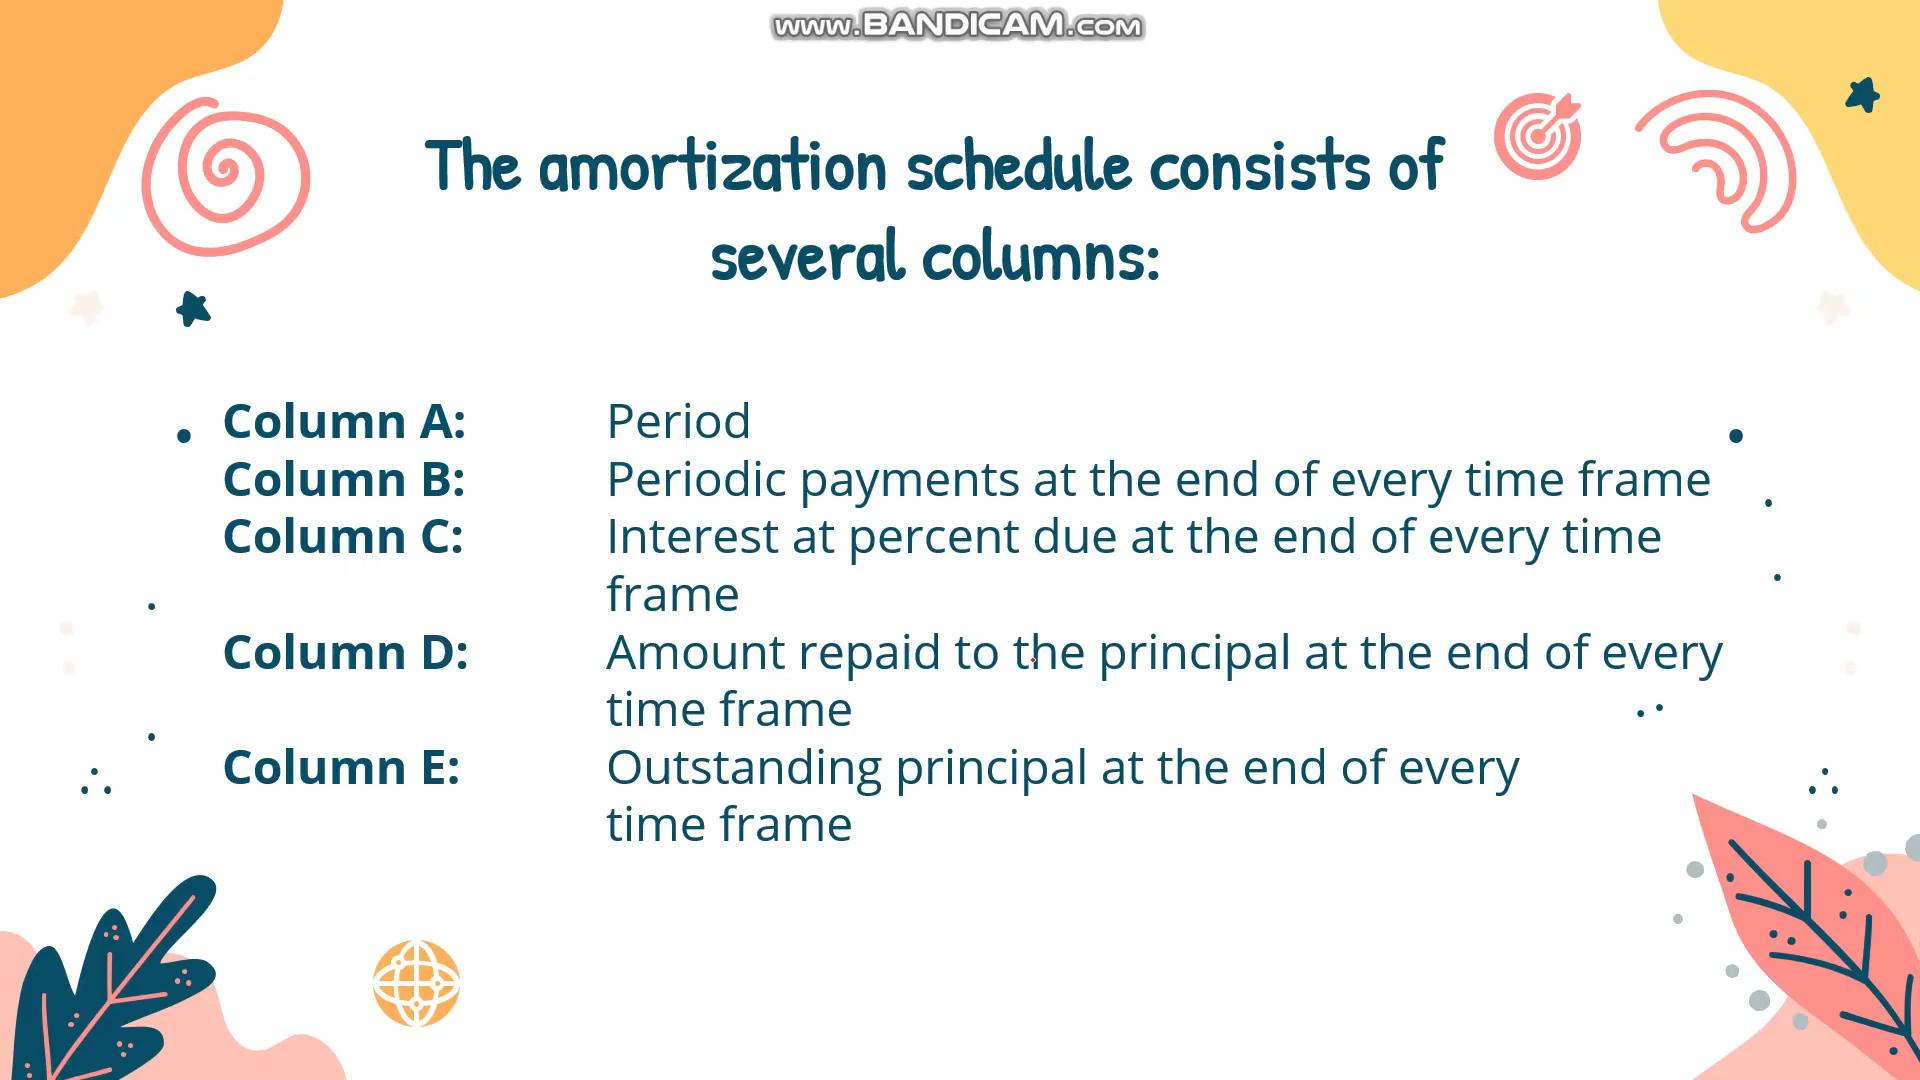 www.BANDICAM.com
The amortization schedule consists of
several columns:
Column A: Period
Column B: Periodic payments at the end of every time frame
Column C: Interest at percent due at the end of every time
frame
Column D: Amount repaid to the principal at the end of every
time frame
Column E: Outstanding principal at the end of every
time frame